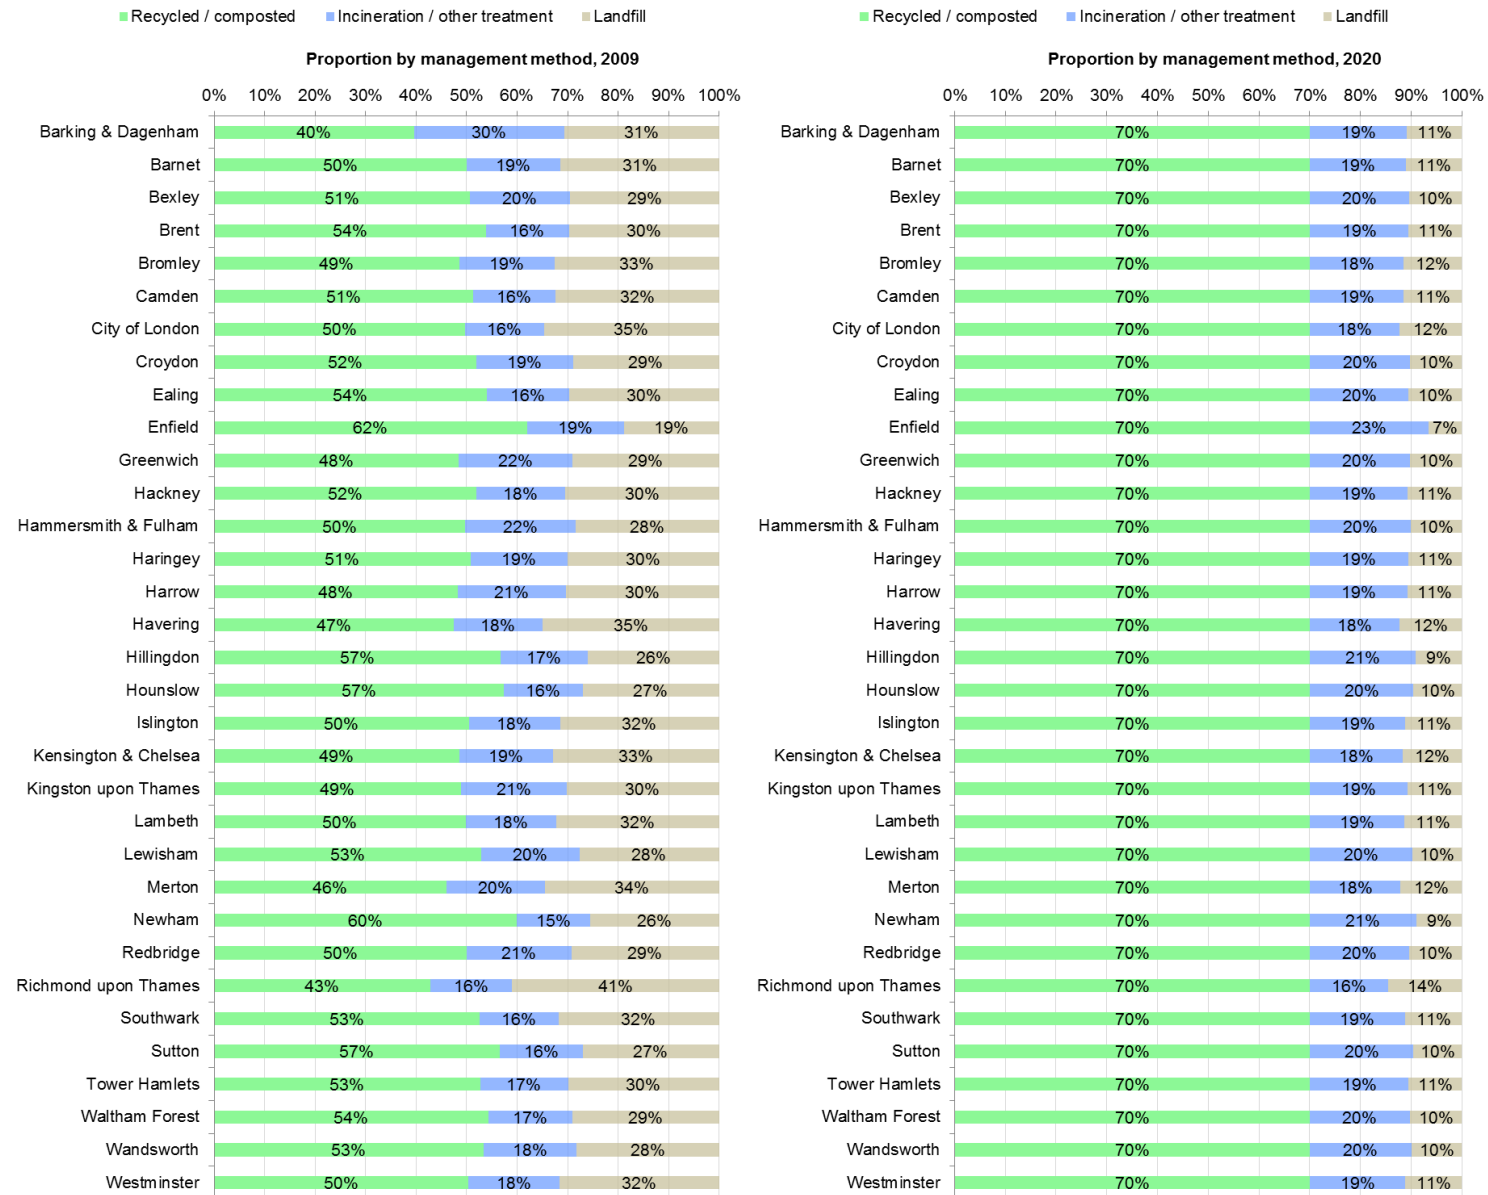 Recycled / composted Incineration / other treatment Landfill Recycled / composted Incineration / other treatment Landfill
Proportion by management method, 2009 Proportion by management method, 2020
0% 10% 20% 30% 40% 50% 60% 70% 80% 90% 100% 0% 10% 20% 30% 40% 50% 60% 70% 80% 90% 100%
Barking & Dagenham 40% 30% 31% Barking & Dagenham 70% 19% 11%
Barnet 50% 19% 31% Barnet 70% 19% 11%
Bexley 51% 20% 29% Bexley 70% 20% 10%
Brent 54% 16% 30% Brent 70% 19% 11%
Bromley 49% 19% 33% Bromley 70% 18% 12%
Camden 51% 16% 32% Camden 70% 19% 11%
City of London 50% 16% 35% City of London 70% 18% 12%
Croydon 52% 19% 29% Croydon 70% 20% 10%
Ealing 54% 16% 30% Ealing 70% 20% 10%
Enfield 62% 19% 19% Enfield 70% 23% 7%
Greenwich 48% 22% 29% Greenwich 70% 20% 10%
Hackney 52% 18% 30% Hackney 70% 19% 11%
Hammersmith & Fulham 50% 22% 28% Hammersmith & Fulham 70% 20% 10%
Haringey 51% 19% 30% Haringey 70% 19% 11%
Harrow 48% 21% 30% Harrow 70% 19% 11%
Havering 47% 18% 35% Havering 70% 18% 12%
Hillingdon 57% 17% 26% Hillingdon 70% 21% 9%
Hounslow 57% 16% 27% Hounslow 70% 20% 10%
Islington 50% 18% 32% Islington 70% 19% 11%
Kensington & Chelsea 49% 19% 33% Kensington & Chelsea 70% 18% 12%
Kingston upon Thames 49% 21% 30% Kingston upon Thames 70% 19% 11%
Lambeth 50% 18% 32% Lambeth 70% 19% 11%
Lewisham 53% 20% 28% Lewisham 70% 20% 10%
Merton 46% 20% 34% Merton 70% 18% 12%
Newham 60% 15% 26% Newham 70% 21% 9%
Redbridge 50% 21% 29% Redbridge 70% 20% 10%
Richmond upon Thames 43% 16% 41% Richmond upon Thames 70% 16% 14%
Southwark 53% 16% 32% Southwark 70% 19% 11%
Sutton 57% 16% 27% Sutton 70% 20% 10%
Tower Hamlets 53% 17% 30% Tower Hamlets 70% 19% 11%
Waltham Forest 54% 17% 29% Waltham Forest 70% 20% 10%
Wandsworth 53% 18% 28% Wandsworth 70% 20% 10%
Westminster 50% 18% 32% Westminster 70% 19% 11%